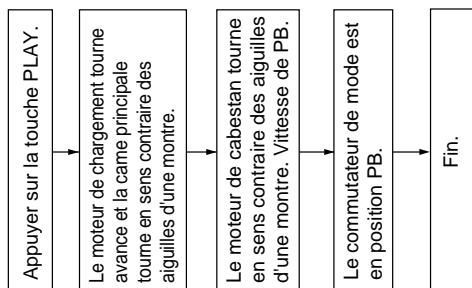 Appuyer sur la touche PLAY.
Le moteur de chargement tourne
avance et la came principale
tourne en sens contraire des
aiguilles d'une montre.
Le moteur de cabestan tourne
en sens contraire des aiguilles
d'une montre. Vittesse de PB.
Le commutateur de mode est
en position PB.
Fin.